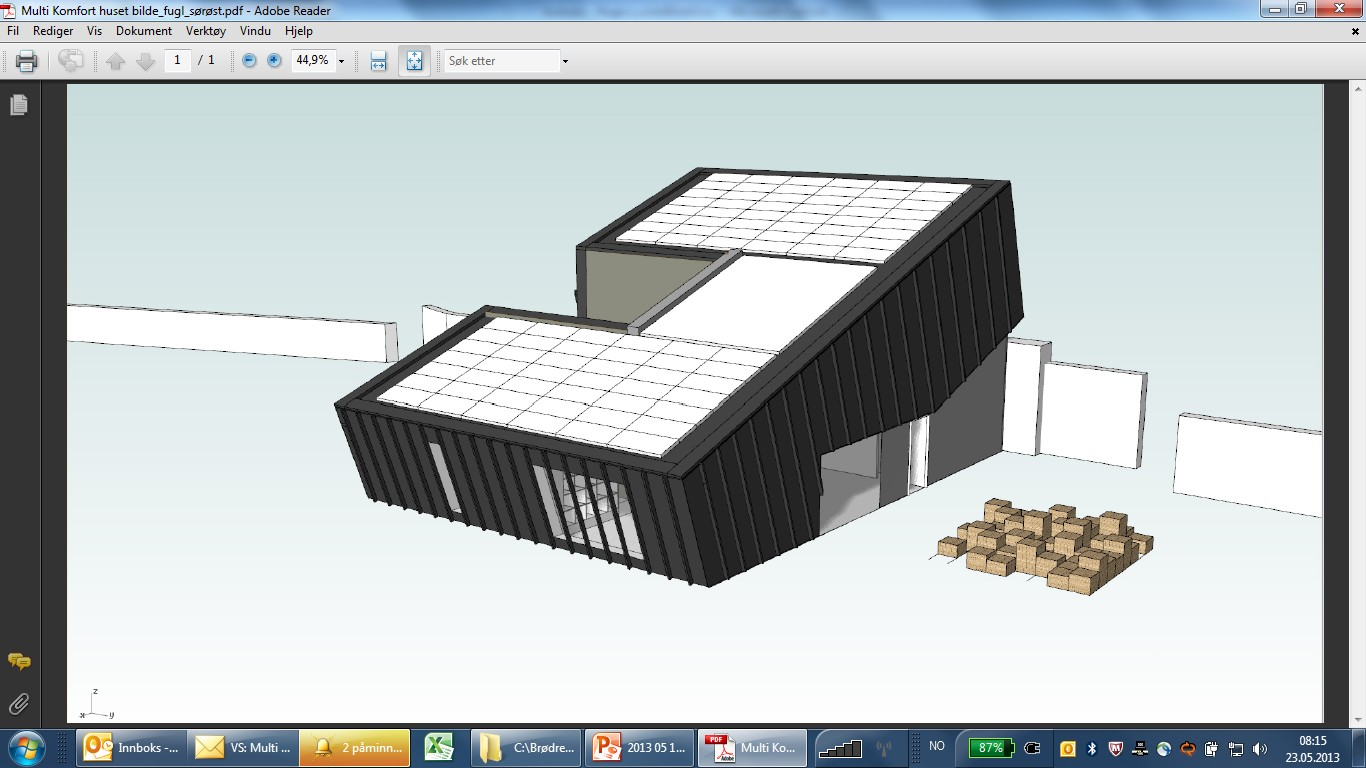 Multi Komfort huset bilde_fugl_sørøst.pdf - Adobe Reader
Fil Rediger Vis Dokument Verktøy Vindu Hjelp
1 / 1 44,9% Søk etter
z
x y
Innboks -... VS: Multi ... 2 påminn... C:\Brødre... PDF Adobe 2013 05 1... Multi Ko... NO 87% 08:15
23.05.2013